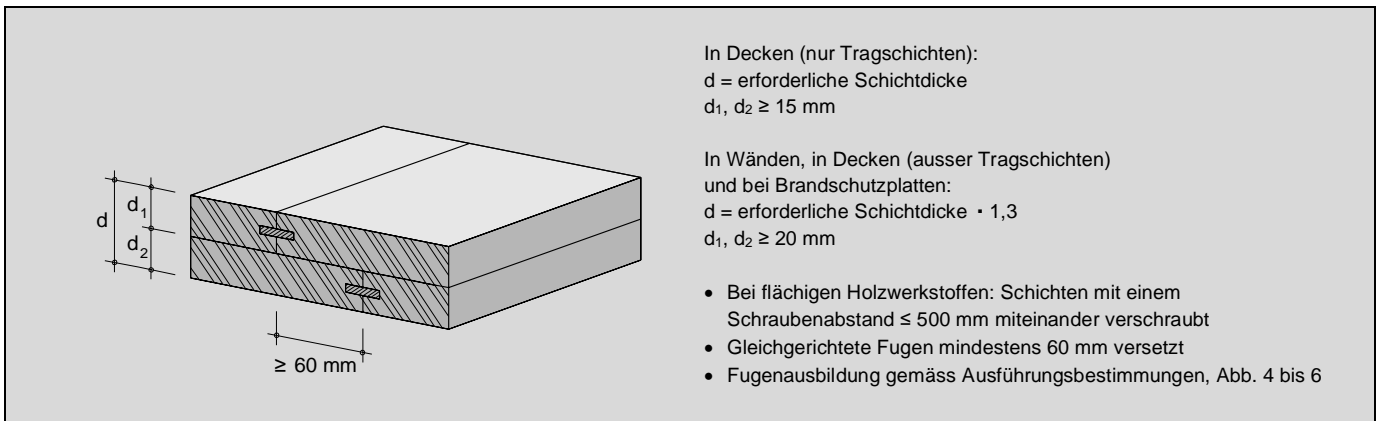 In Decken (nur Tragschichten):
d = erforderliche Schichtdicke
d₁, d₂ ≥ 15 mm
In Wänden, in Decken (ausser Tragschichten)
und bei Brandschutzplatten:
d = erforderliche Schichtdicke ▪ 1,3
d₁, d₂ ≥ 20 mm
• Bei flächigen Holzwerkstoffen: Schichten mit einem
Schraubenabstand ≤ 500 mm miteinander verschraubt
• Gleichgerichtete Fugen mindestens 60 mm versetzt
• Fugenausbildung gemäss Ausführungsbestimmungen, Abb. 4 bis 6
d
d₁
d₂
≥ 60 mm